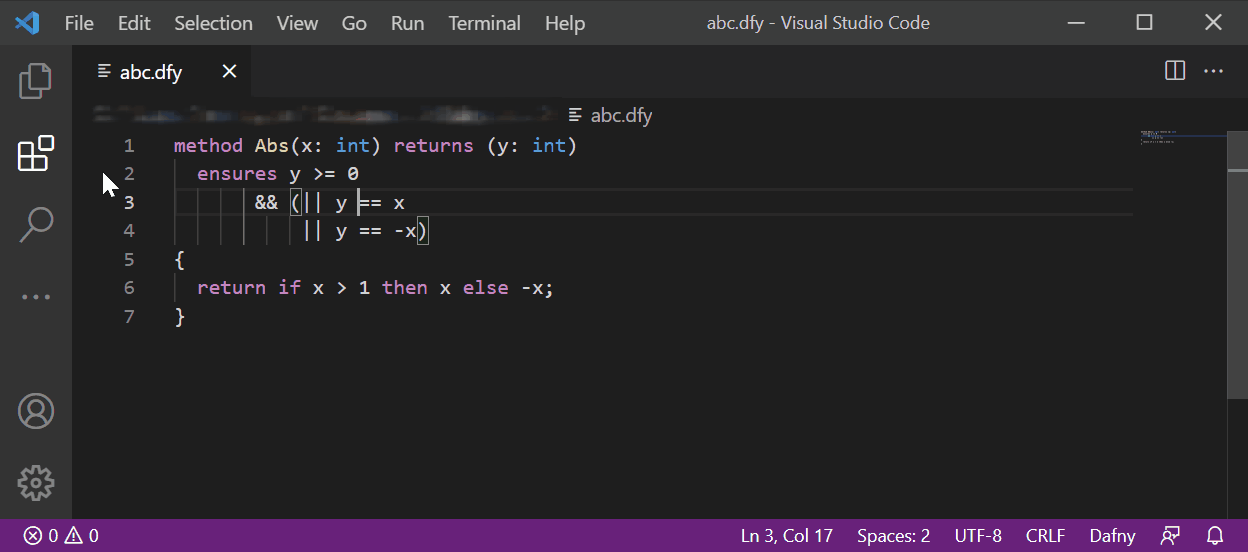 File Edit Selection View Go Run Terminal Help abc.dfy - Visual Studio Code
abc.dfy
abc.dfy
1 method Abs(x: int) returns (y: int)
2   ensures y >= 0
3        && (|| y == x
4            || y == -x)
5 {
6   return if x > 1 then x else -x;
7 }
0 0 Ln 3, Col 17 Spaces: 2 UTF-8 CRLF Dafny